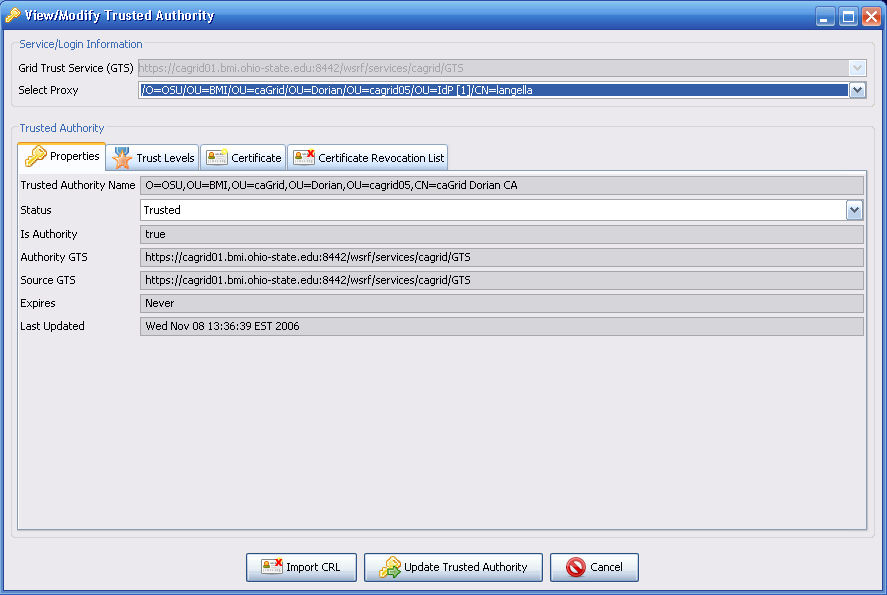 View/Modify Trusted Authority
Service/Login Information
Grid Trust Service (GTS) https://cagrid01.bmi.ohio-state.edu:8442/wsrf/services/cagrid/GTS
Select Proxy /O=OSU/OU=BMI/OU=caGrid/OU=Dorian/OU=cagrid05/OU=IdP [1]/CN=langella
Trusted Authority
Properties Trust Levels Certificate Certificate Revocation List
Trusted Authority Name O=OSU,OU=BMI,OU=caGrid,OU=Dorian,OU=cagrid05,CN=caGrid Dorian CA
Status Trusted
Is Authority true
Authority GTS https://cagrid01.bmi.ohio-state.edu:8442/wsrf/services/cagrid/GTS
Source GTS https://cagrid01.bmi.ohio-state.edu:8442/wsrf/services/cagrid/GTS
Expires Never
Last Updated Wed Nov 08 13:36:39 EST 2006
Import CRL Update Trusted Authority Cancel